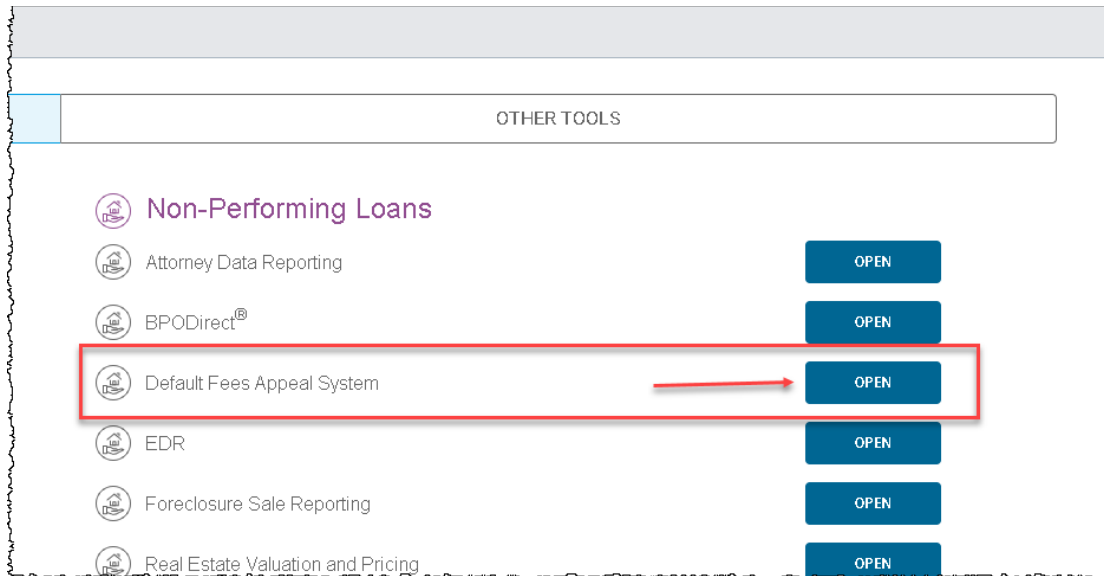 OTHER TOOLS
Non-Performing Loans
Attorney Data Reporting OPEN
BPODirect® OPEN
Default Fees Appeal System OPEN
EDR OPEN
Foreclosure Sale Reporting OPEN
Real Estate Valuation and Pricing OPEN